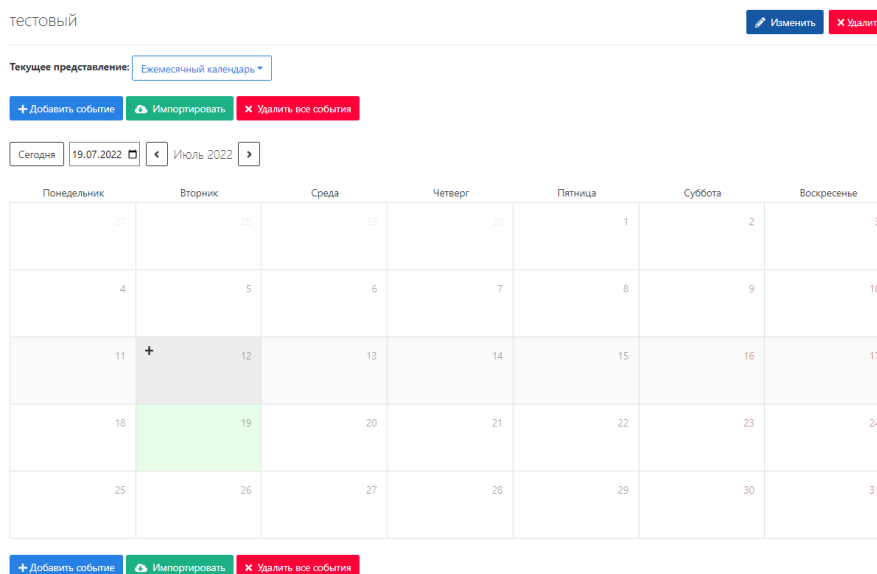 тестовый
Изменить
Удалит
Текущее представление: Ежемесячный календарь
+ Добавить событие Импортировать Удалить все события
Сегодня 19.07.2022 < Июль 2022 >
Понедельник Вторник Среда Четверг Пятница Суббота Воскресенье
27 28 29 30 1 2 3
4 5 6 7 8 9 10
11 + 12 13 14 15 16 17
18 19 20 21 22 23 24
25 26 27 28 29 30 31
+ Добавить событие Импортировать Удалить все события